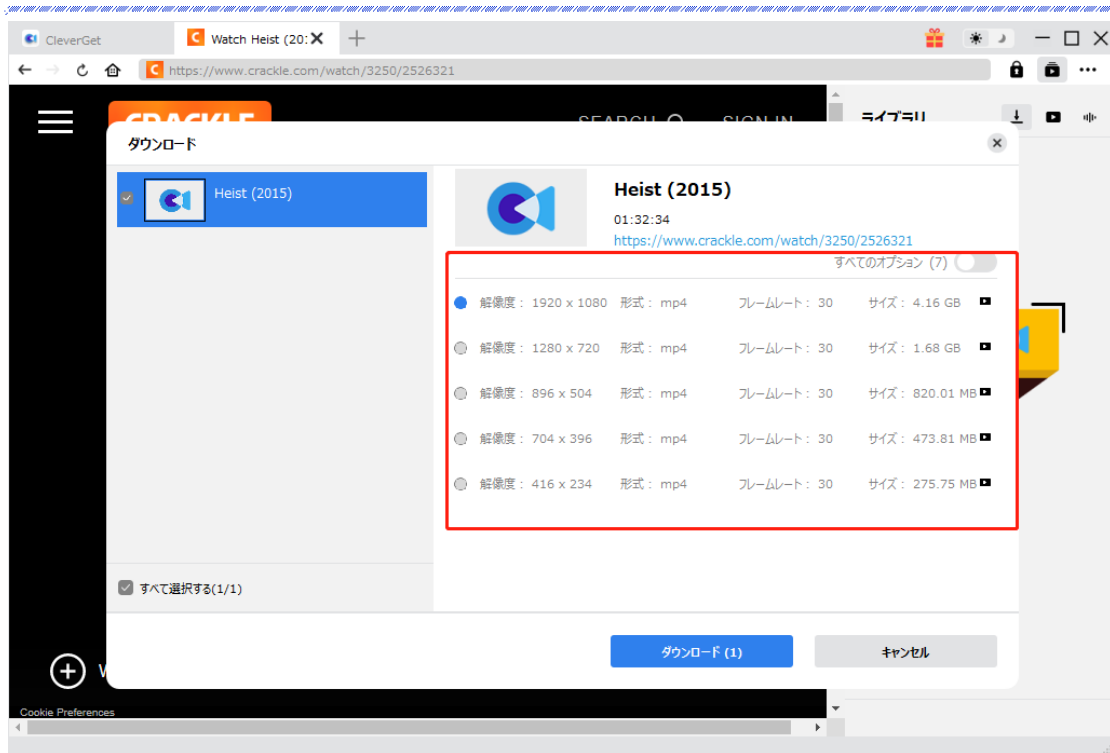 CleverGet
Watch Heist (20:
https://www.crackle.com/watch/3250/2526321
CRACKLE
SEARCH
SIGN IN
ライブラリ
ダウンロード
Heist (2015)
Heist (2015)
01:32:34
https://www.crackle.com/watch/3250/2526321
すべてのオプション (7)
解像度： 1920 x 1080 形式： mp4 フレームレート： 30 サイズ： 4.16 GB
解像度： 1280 x 720 形式： mp4 フレームレート： 30 サイズ： 1.68 GB
解像度： 896 x 504 形式： mp4 フレームレート： 30 サイズ： 820.01 MB
解像度： 704 x 396 形式： mp4 フレームレート： 30 サイズ： 473.81 MB
解像度： 416 x 234 形式： mp4 フレームレート： 30 サイズ： 275.75 MB
すべて選択する(1/1)
ダウンロード (1)
キャンセル
Cookie Preferences